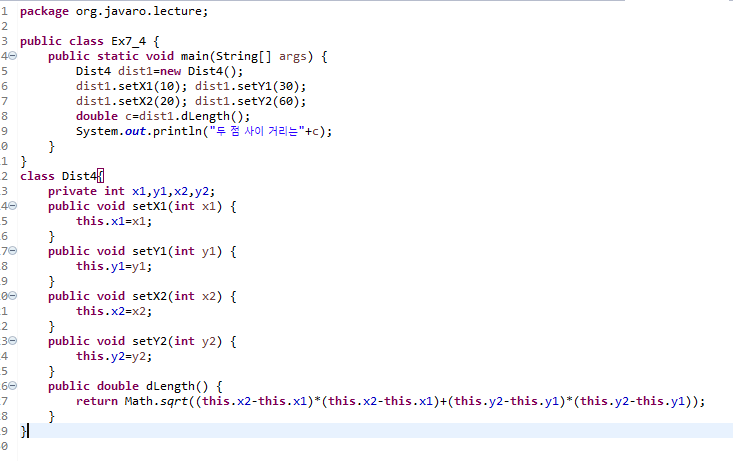 1 package org.javaro.lecture;
2
3 public class Ex7_4 {
4 public static void main(String[] args) {
5 Dist4 dist1=new Dist4();
6 dist1.setX1(10); dist1.setY1(30);
7 dist1.setX2(20); dist1.setY2(60);
8 double c=dist1.dLength();
9 System.out.println("두 점 사이 거리는"+c);
0 }
1 }
2 class Dist4{
3 private int x1,y1,x2,y2;
4 public void setX1(int x1) {
5 this.x1=x1;
6 }
7 public void setY1(int y1) {
8 this.y1=y1;
9 }
0 public void setX2(int x2) {
1 this.x2=x2;
2 }
3 public void setY2(int y2) {
4 this.y2=y2;
5 }
6 public double dLength() {
7 return Math.sqrt((this.x2-this.x1)*(this.x2-this.x1)+(this.y2-this.y1)*(this.y2-this.y1));
8 }
9 }
0